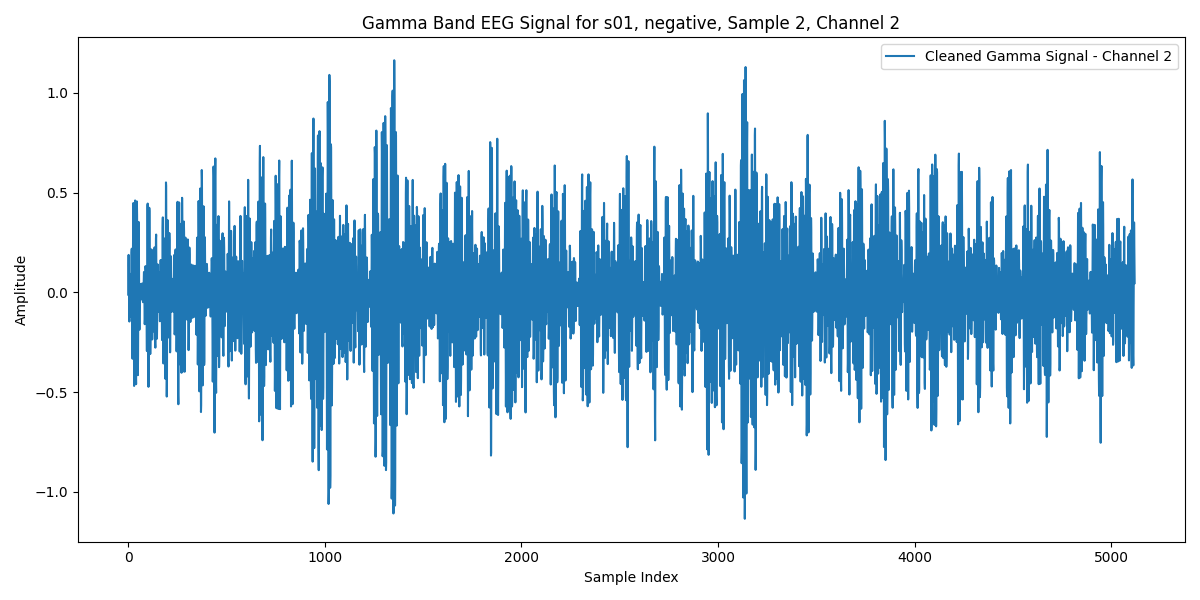 Gamma Band EEG Signal for s01, negative, Sample 2, Channel 2
Cleaned Gamma Signal - Channel 2
Amplitude
1.0
0.5
0.0
−0.5
−1.0
0 1000 2000 3000 4000 5000
Sample Index